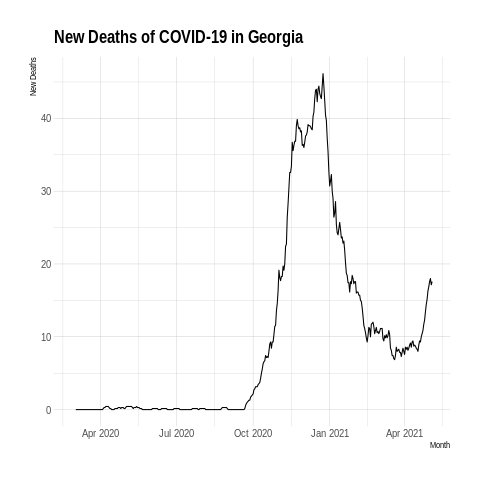 New Deaths of COVID-19 in Georgia
New Deaths
40
30
20
10
0
Apr 2020 Jul 2020 Oct 2020 Jan 2021 Apr 2021
Month